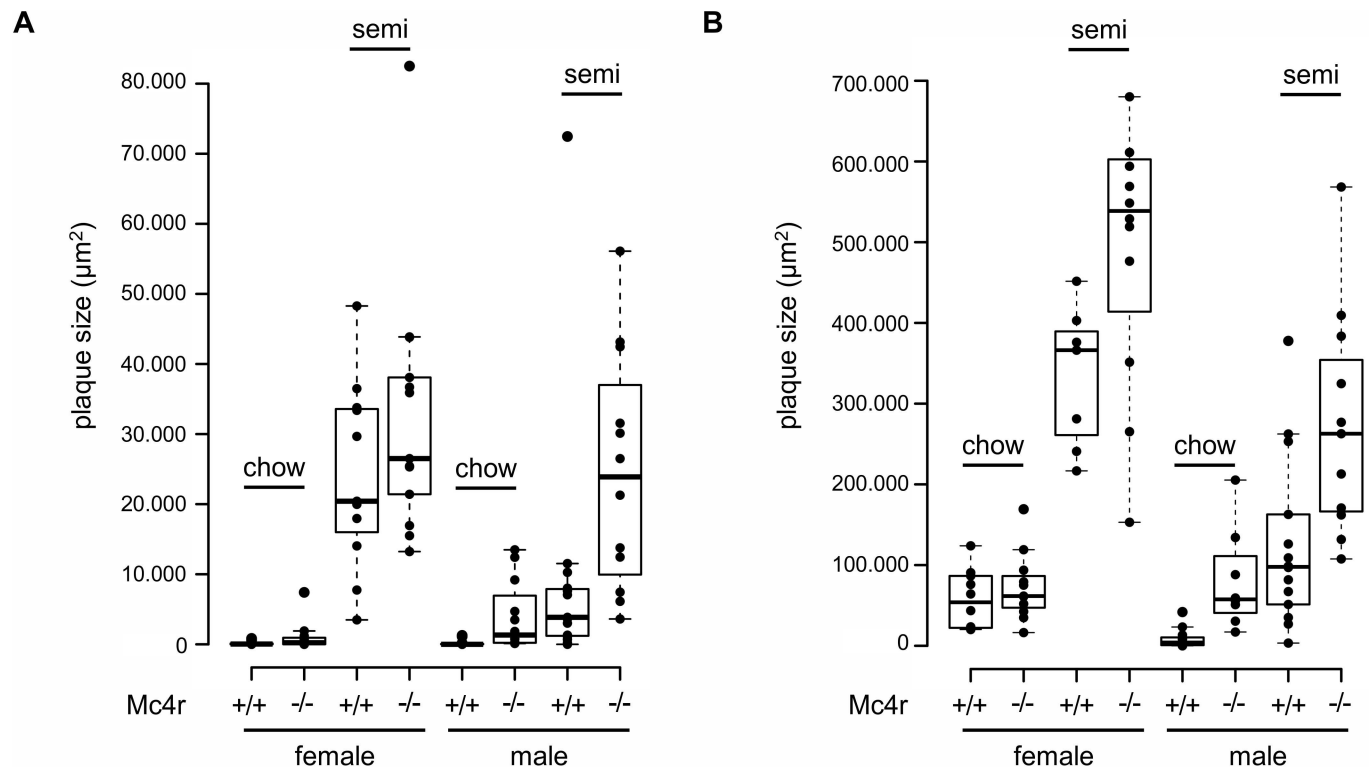 A
semi
semi
80.000
70.000
60.000
50.000
40.000
30.000
20.000
10.000
0
plaque size (µm²)
chow
chow
Mc4r +/+ -/- +/+ -/- +/+ -/- +/+ -/-
female male
B
semi
semi
700.000
600.000
500.000
400.000
300.000
200.000
100.000
0
plaque size (µm²)
chow
chow
Mc4r +/+ -/- +/+ -/- +/+ -/- +/+ -/-
female male